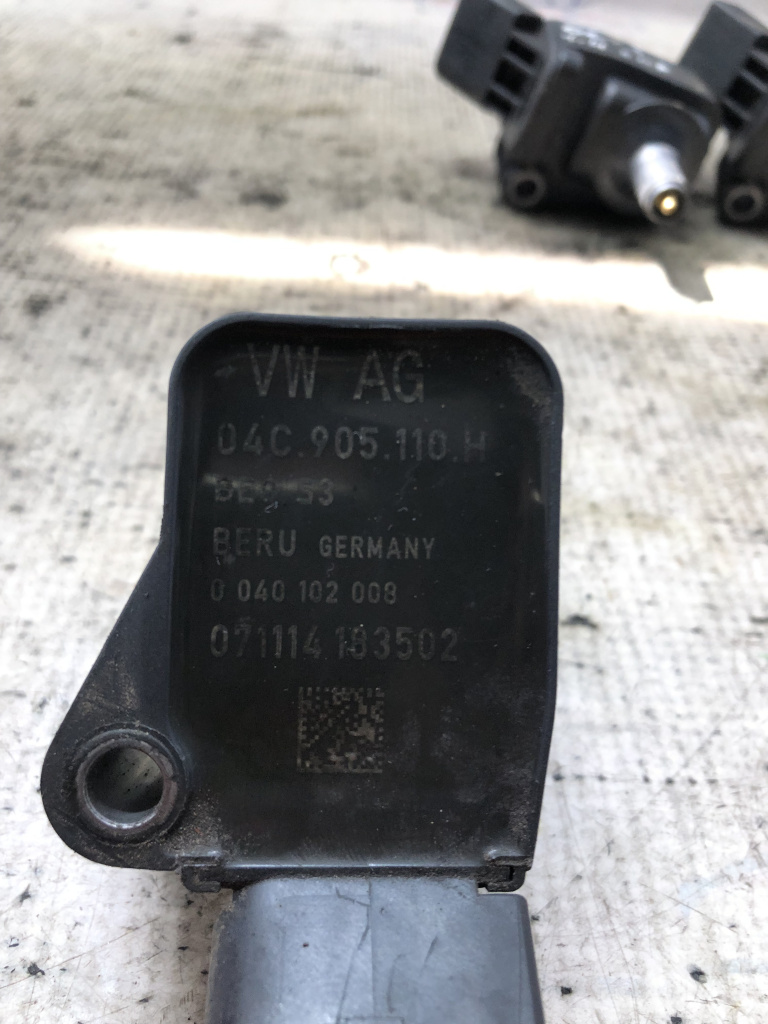 VW AG
04C.905.110.H
BERU GERMANY
0 040 102 008
071114 183502